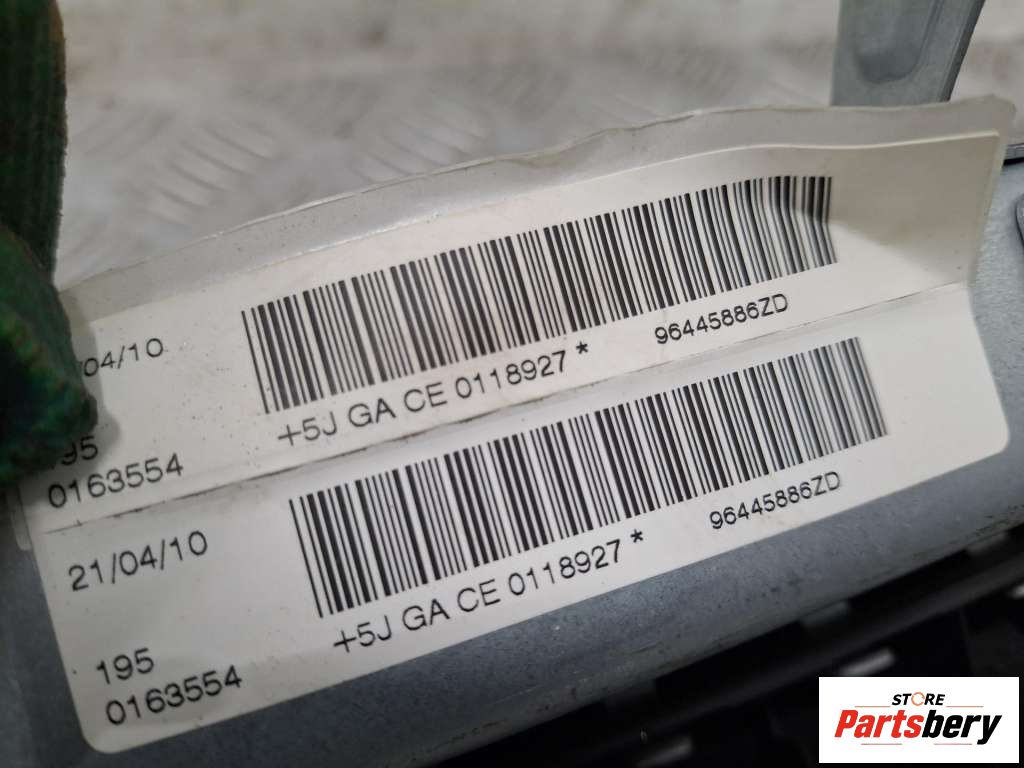 /04/10
195
0163554
+5J GA CE 0118927 *
96445886ZD
21/04/10
195
0163554
+5J GA CE 0118927 *
96445886ZD
STORE
Partsbery